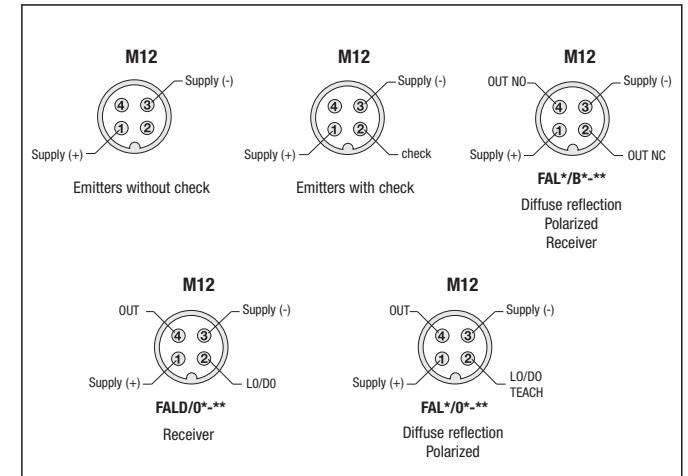 M12
Supply (-)
4 3
1 2
Supply (+)
Emitters without check
M12
Supply (-)
4 3
1 2
Supply (+)
check
Emitters with check
M12
OUT NO
Supply (-)
4 3
1 2
Supply (+)
OUT NC
FAL*/B*-**
Diffuse reflection
Polarized
Receiver
M12
OUT
Supply (-)
4 3
1 2
Supply (+)
LO/DO
FALD/0*-**
Receiver
M12
OUT
Supply (-)
4 3
1 2
Supply (+)
LO/DO
TEACH
FAL*/0*-**
Diffuse reflection
Polarized